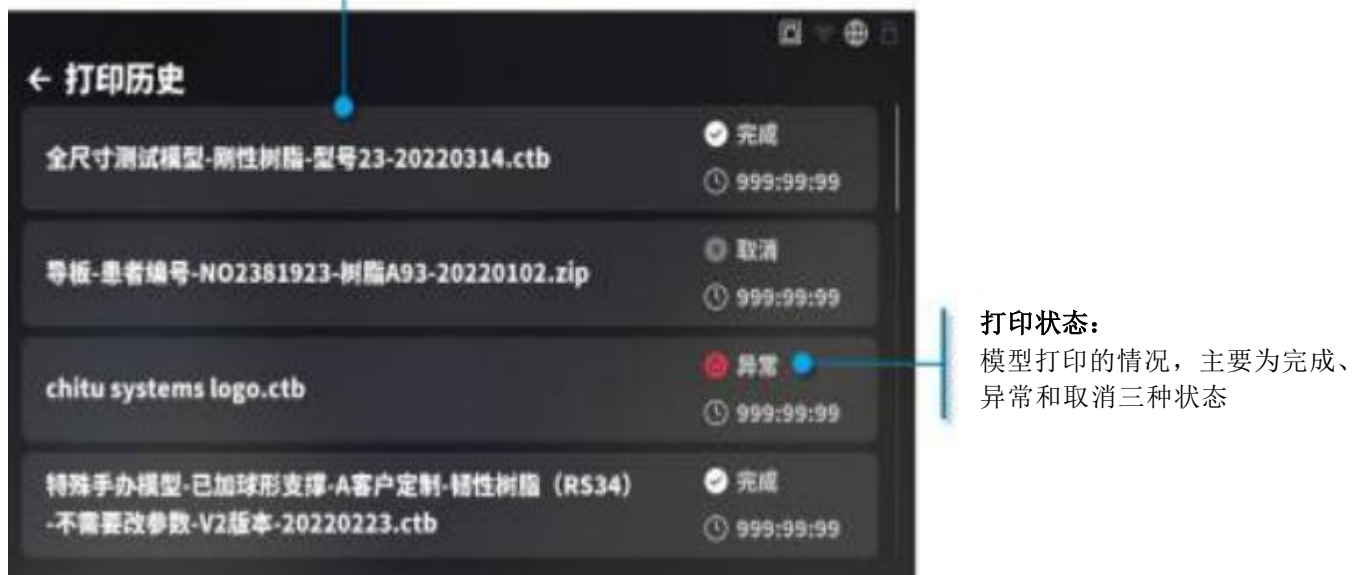 打印历史
全尺寸测试模型-刚性树脂-型号23-20220314.ctb
完成
999:99:99
导板-患者编号-NO2381923-树脂A93-20220102.zip
取消
999:99:99
chitu systems logo.ctb
异常
999:99:99
特殊手办模型-已加球形支撑-A客户定制-韧性树脂（RS34）
-不需要改参数-V2版本-20220223.ctb
完成
999:99:99
打印状态：
模型打印的情况，主要为完成、
异常和取消三种状态